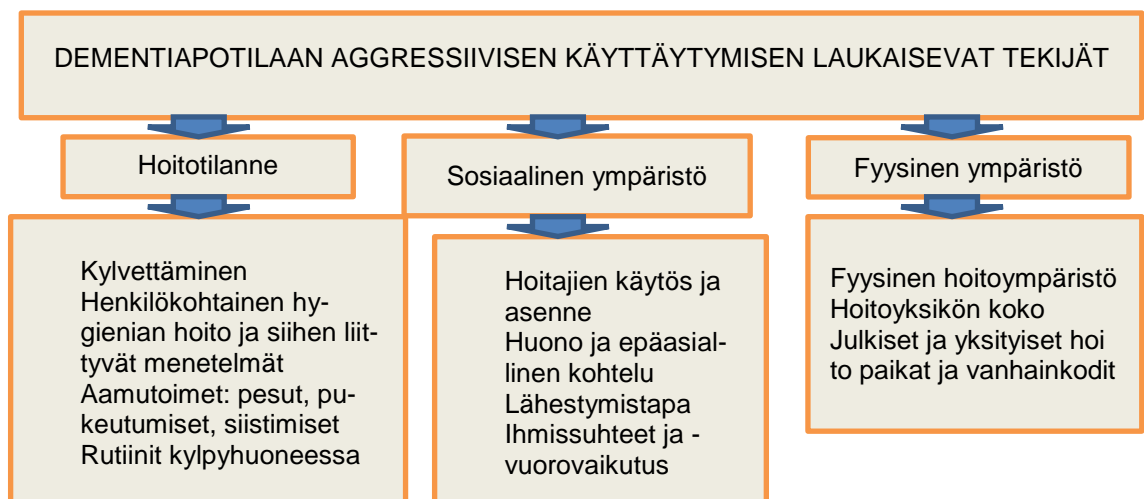 DEMENTIAPOTILAAN AGGRESSIIVISEN KÄYTTÄYTYMISEN LAUKAISEVAT TEKIJÄT
Hoitotilanne
Sosiaalinen ympäristö
Fyysinen ympäristö
Kylvettäminen
Henkilökohtainen hy-
gienian hoito ja siihen liit-
tyvät menetelmät
Aamutoimet: pesut, pu-
keutumiset, siistimiset
Rutiinit kylpyhuoneessa
Hoitajien käytös ja
asenne
Huono ja epäasial-
linen kohtelu
Lähestymistapa
Ihmissuhteet ja -
vuorovaikutus
Fyysinen hoitoympäristö
Hoitoyksikön koko
Julkiset ja yksityiset hoi
to paikat ja vanhainkodit